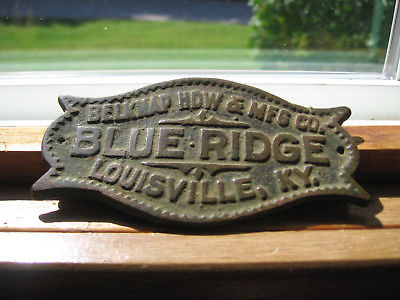 BELKNAP HDW & MFG CO.
BLUE RIDGE
LOUISVILLE, KY.